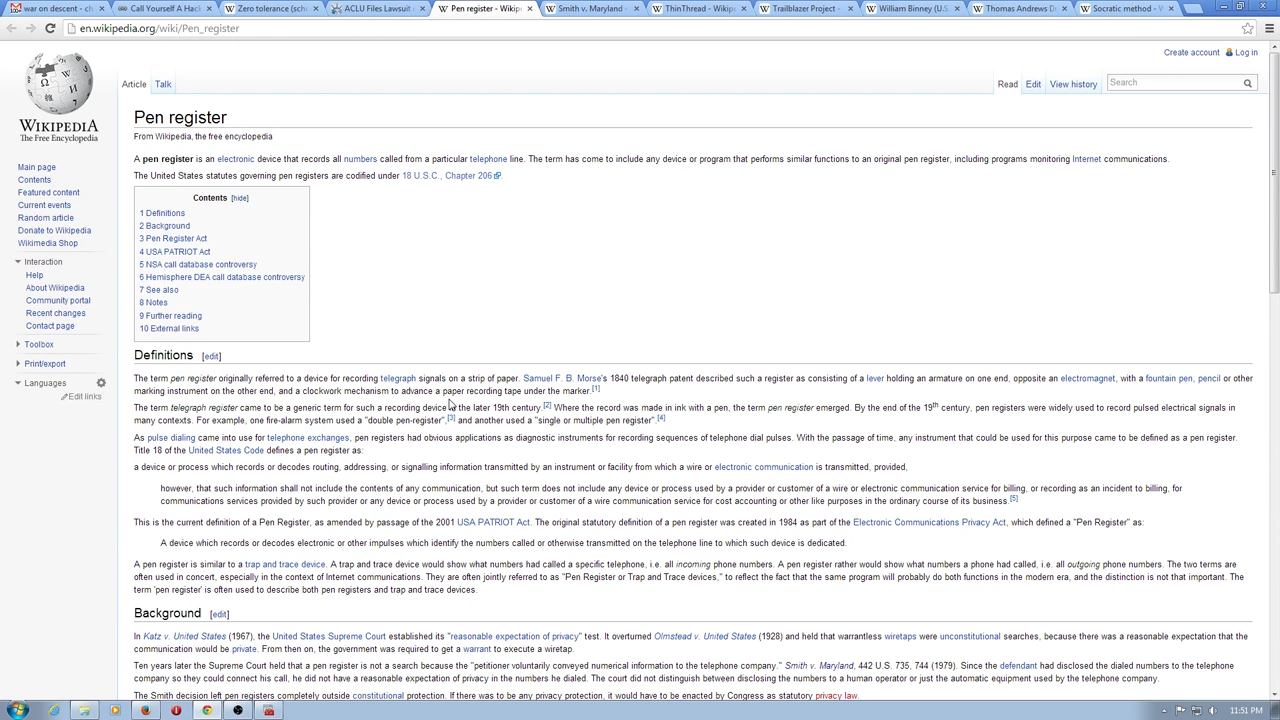 war on descent - ch
Call Yourself A Hack
Zero tolerance (scho
ACLU Files Lawsuit
Pen register - Wikip
Smith v. Maryland -
ThinThread - Wikip
Trailblazer Project -
William Binney (U.S
Thomas Andrews D
Socratic method - W
en.wikipedia.org/wiki/Pen_register
Create account Log in
Article Talk
Read Edit View history Search
WIKIPEDIA
The Free Encyclopedia
Main page
Contents
Featured content
Current events
Random article
Donate to Wikipedia
Wikimedia Shop
Interaction
Help
About Wikipedia
Community portal
Recent changes
Contact page
Toolbox
Print/export
Languages
Edit links
Pen register
From Wikipedia, the free encyclopedia
A pen register is an electronic device that records all numbers called from a particular telephone line. The term has come to include any device or program that performs similar functions to an original pen register, including programs monitoring Internet communications.
The United States statutes governing pen registers are codified under 18 U.S.C., Chapter 206
Contents [hide]
1 Definitions
2 Background
3 Pen Register Act
4 USA PATRIOT Act
5 NSA call database controversy
6 Hemisphere DEA call database controversy
7 See also
8 Notes
9 Further reading
10 External links
Definitions [edit]
The term pen register originally referred to a device for recording telegraph signals on a strip of paper. Samuel F. B. Morse's 1840 telegraph patent described such a register as consisting of a lever holding an armature on one end, opposite an electromagnet, with a fountain pen, pencil or other
marking instrument on the other end, and a clockwork mechanism to advance a paper recording tape under the marker.[1]
The term telegraph register came to be a generic term for such a recording device in the later 19th century.[2] Where the record was made in ink with a pen, the term pen register emerged. By the end of the 19th century, pen registers were widely used to record pulsed electrical signals in
many contexts. For example, one fire-alarm system used a "double pen-register",[3] and another used a "single or multiple pen register".[4]
As pulse dialing came into use for telephone exchanges, pen registers had obvious applications as diagnostic instruments for recording sequences of telephone dial pulses. With the passage of time, any instrument that could be used for this purpose came to be defined as a pen register.
Title 18 of the United States Code defines a pen register as:
a device or process which records or decodes routing, addressing, or signalling information transmitted by an instrument or facility from which a wire or electronic communication is transmitted, provided,
however, that such information shall not include the contents of any communication, but such term does not include any device or process used by a provider or customer of a wire or electronic communication service for billing, or recording as an incident to billing, for
communications services provided by such provider or any device or process used by a provider or customer of a wire communication service for cost accounting or other like purposes in the ordinary course of its business [5]
This is the current definition of a Pen Register, as amended by passage of the 2001 USA PATRIOT Act. The original statutory definition of a pen register was created in 1984 as part of the Electronic Communications Privacy Act, which defined a "Pen Register" as:
A device which records or decodes electronic or other impulses which identify the numbers called or otherwise transmitted on the telephone line to which such device is dedicated.
A pen register is similar to a trap and trace device. A trap and trace device would show what numbers had called a specific telephone, i.e. all incoming phone numbers. A pen register rather would show what numbers a phone had called, i.e. all outgoing phone numbers. The two terms are
often used in concert, especially in the context of Internet communications. They are often jointly referred to as "Pen Register or Trap and Trace devices," to reflect the fact that the same program will probably do both functions in the modern era, and the distinction is not that important. The
term 'pen register' is often used to describe both pen registers and trap and trace devices.
Background [edit]
In Katz v. United States (1967), the United States Supreme Court established its "reasonable expectation of privacy" test. It overturned Olmstead v. United States (1928) and held that warrantless wiretaps were unconstitutional searches, because there was a reasonable expectation that the
communication would be private. From then on, the government was required to get a warrant to execute a wiretap.
Ten years later the Supreme Court held that a pen register is not a search because the "petitioner voluntarily conveyed numerical information to the telephone company." Smith v. Maryland, 442 U.S. 735, 744 (1979). Since the defendant had disclosed the dialed numbers to the telephone
company so they could connect his call, he did not have a reasonable expectation of privacy in the numbers he dialed. The court did not distinguish between disclosing the numbers to a human operator or just the automatic equipment used by the telephone company.
The Smith decision left pen registers completely outside constitutional protection. If there was to be any privacy protection, it would have to be enacted by Congress as statutory privacy law.
11:51 PM